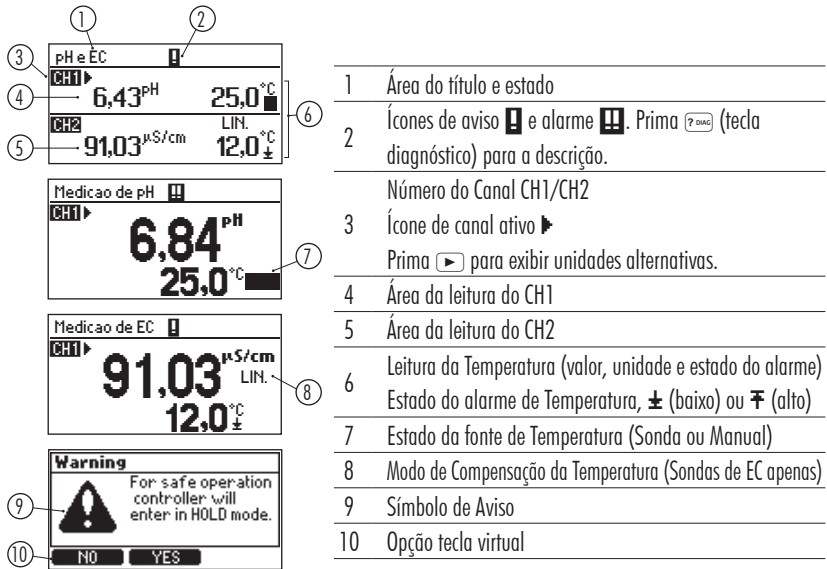 1 2
3
4
5
6
pH e EC
CH1
6,43pH 25,0°C
CH2 LIN.
91,03µS/cm 12,0°C
Medicao de pH
CH1
6,84pH
25,0°C
7
Medicao de EC
CH1
91,03µS/cm
LIN.
12,0°C
8
Warning
For safe operation
controller will
enter in HOLD mode.
NO YES
9
10
1 Área do título e estado
2 Ícones de aviso e alarme. Prima ? DIAG (tecla
diagnóstico) para a descrição.
3 Número do Canal CH1/CH2
Ícone de canal ativo
Prima para exibir unidades alternativas.
4 Área da leitura do CH1
5 Área da leitura do CH2
6 Leitura da Temperatura (valor, unidade e estado do alarme)
Estado do alarme de Temperatura, (baixo) ou (alto)
7 Estado da fonte de Temperatura (Sonda ou Manual)
8 Modo de Compensação da Temperatura (Sondas de EC apenas)
9 Símbolo de Aviso
10 Opção tecla virtual